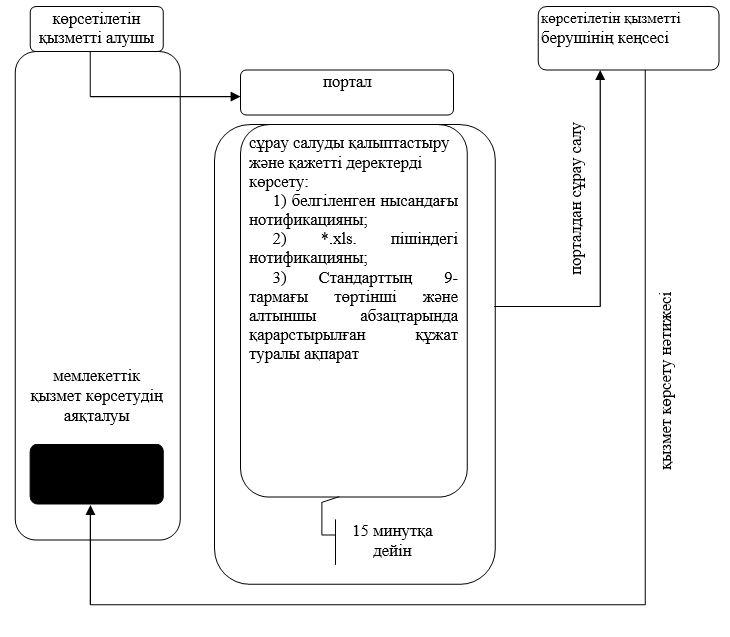 көрсетілетін
қызметті алушы
көрсетілетін қызметті
берушінің кеңсесі
портал
сұрау салуды қалыптастыру
және қажетті деректерді
көрсету:
1) белгіленген нысандағы
нотификацияны;
2) *.xls. пішіндегі
нотификацияны;
3) Стандарттың 9-
тармағы төртінші және
алтыншы абзацтарында
қарарстырылған құжат
туралы ақпарат
порталдан сұрау салу
қызмет көрсету нәтижесі
мемлекеттік
қызмет көрсетудің
аяқталуы
15 минутқа
дейін